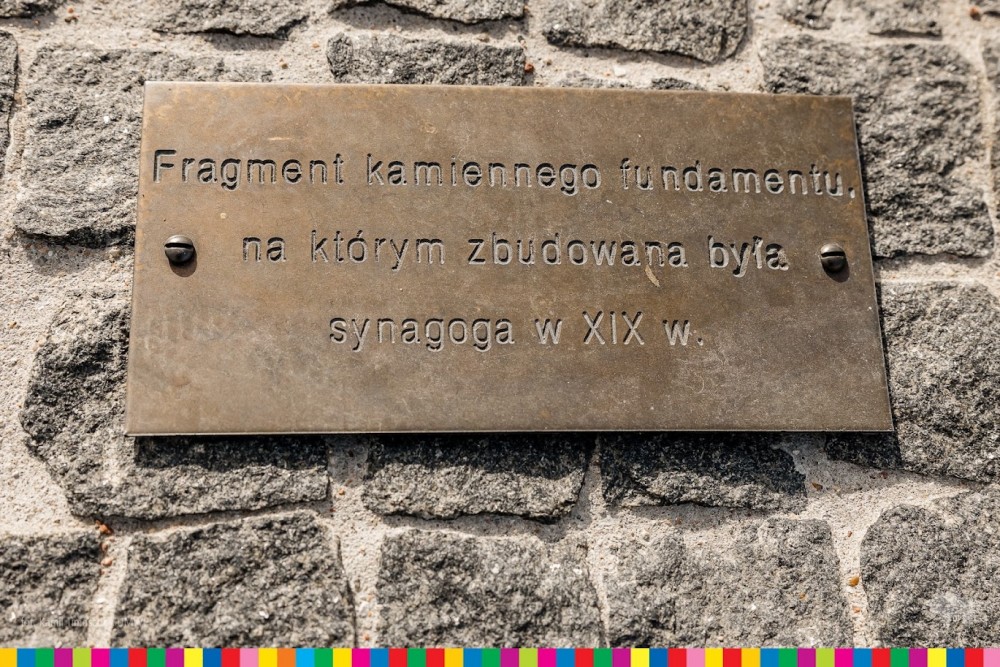 Fragment kamiennego fundamentu,
na którym zbudowana była
synagoga w XIX w.